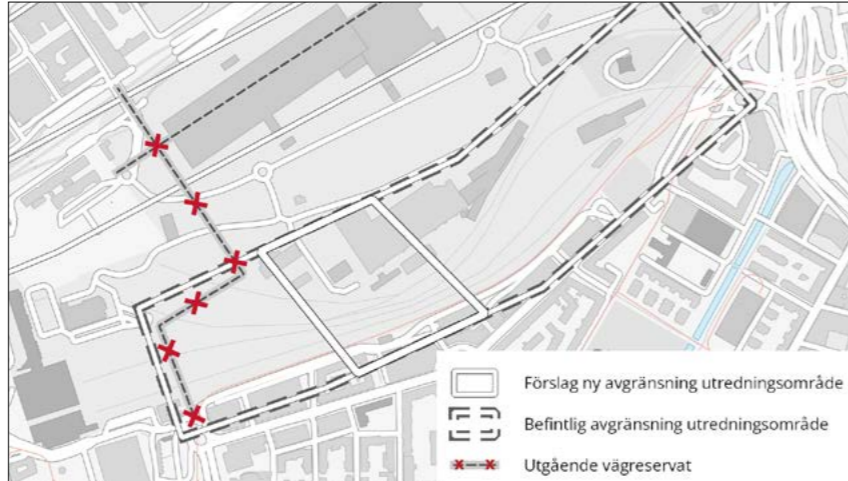 Förslag ny avgränsning utredningsområde
Befintlig avgränsning utredningsområde
Utgående vägreservat